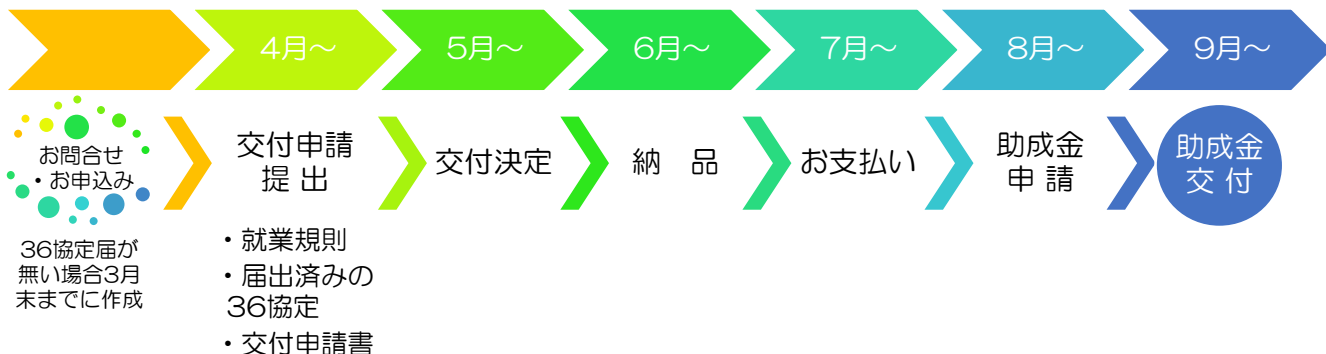 4月～
5月～
6月～
7月～
8月～
9月～
お問合せ
・お申込み
36協定届が
無い場合3月
末までに作成
交付申請
提 出
・就業規則
・届出済みの
36協定
・交付申請書
交付決定
納　品
お支払い
助成金
申 請
助成金
交 付